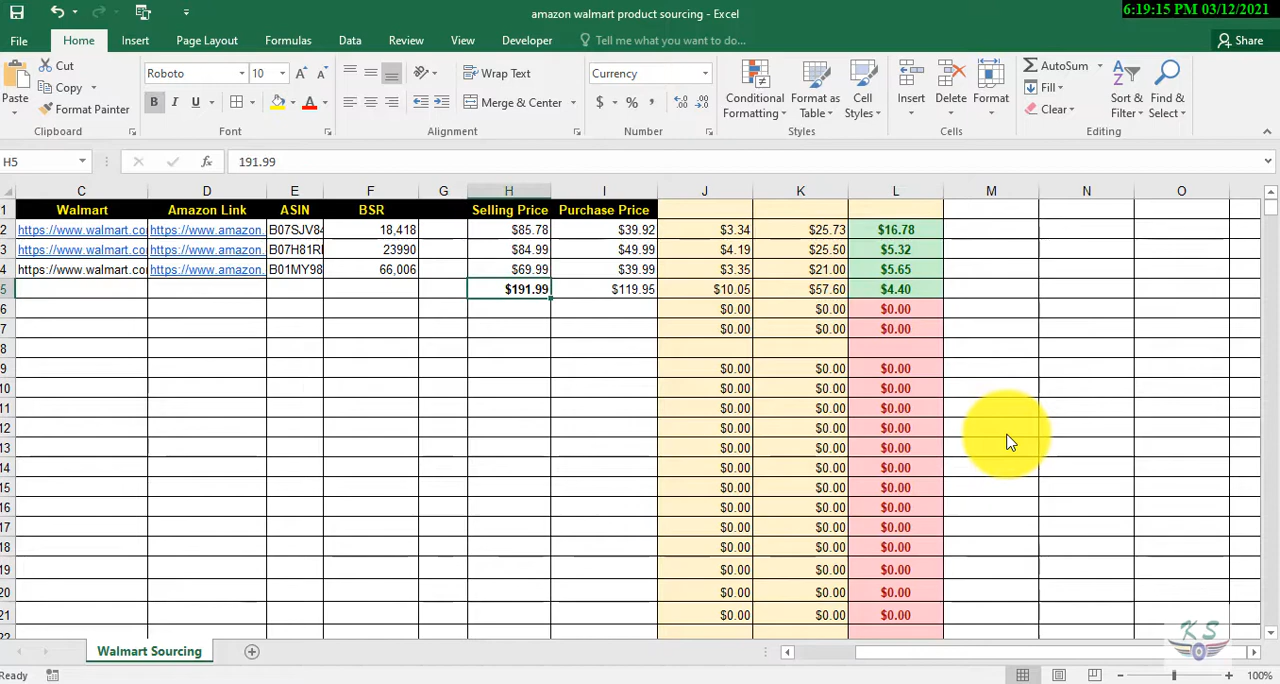 amazon walmart product sourcing - Excel
6:19:15 PM 03/12/2021
File Home Insert Page Layout Formulas Data Review View Developer Tell me what you want to do... Share
Paste
Cut
Copy
Format Painter
Clipboard
Roboto 10
B I U
Font
Wrap Text
Merge & Center
Alignment
Currency
$ % ,
Number
Conditional Formatting
Format as Table
Cell Styles
Styles
Insert Delete Format
Cells
AutoSum
Fill
Clear
Sort & Filter
Find & Select
Editing
H5 fx 191.99
C D E F G H I J K L M N O
1 Walmart Amazon Link ASIN BSR Selling Price Purchase Price
2 https://www.walmart.co https://www.amazon. B07SJV84 18,418 $85.78 $39.92 $3.34 $25.73 $16.78
3 https://www.walmart.co https://www.amazon. B07H81RI 23990 $84.99 $49.99 $4.19 $25.50 $5.32
4 https://www.walmart.co https://www.amazon. B01MY98 66,006 $69.99 $39.99 $3.35 $21.00 $5.65
5 $191.99 $119.95 $10.05 $57.60 $4.40
6 $0.00 $0.00 $0.00
7 $0.00 $0.00 $0.00
8
9 $0.00 $0.00 $0.00
10 $0.00 $0.00 $0.00
11 $0.00 $0.00 $0.00
12 $0.00 $0.00 $0.00
13 $0.00 $0.00 $0.00
14 $0.00 $0.00 $0.00
15 $0.00 $0.00 $0.00
16 $0.00 $0.00 $0.00
17 $0.00 $0.00 $0.00
18 $0.00 $0.00 $0.00
19 $0.00 $0.00 $0.00
20 $0.00 $0.00 $0.00
21 $0.00 $0.00 $0.00
22
KS
Walmart Sourcing
Ready
100%